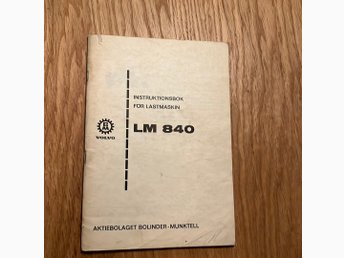 INSTRUKTIONSBOK
FÖR LASTMASKIN
LM 840
VOLVO
AKTIEBOLAGET BOLINDER-MUNKTELL